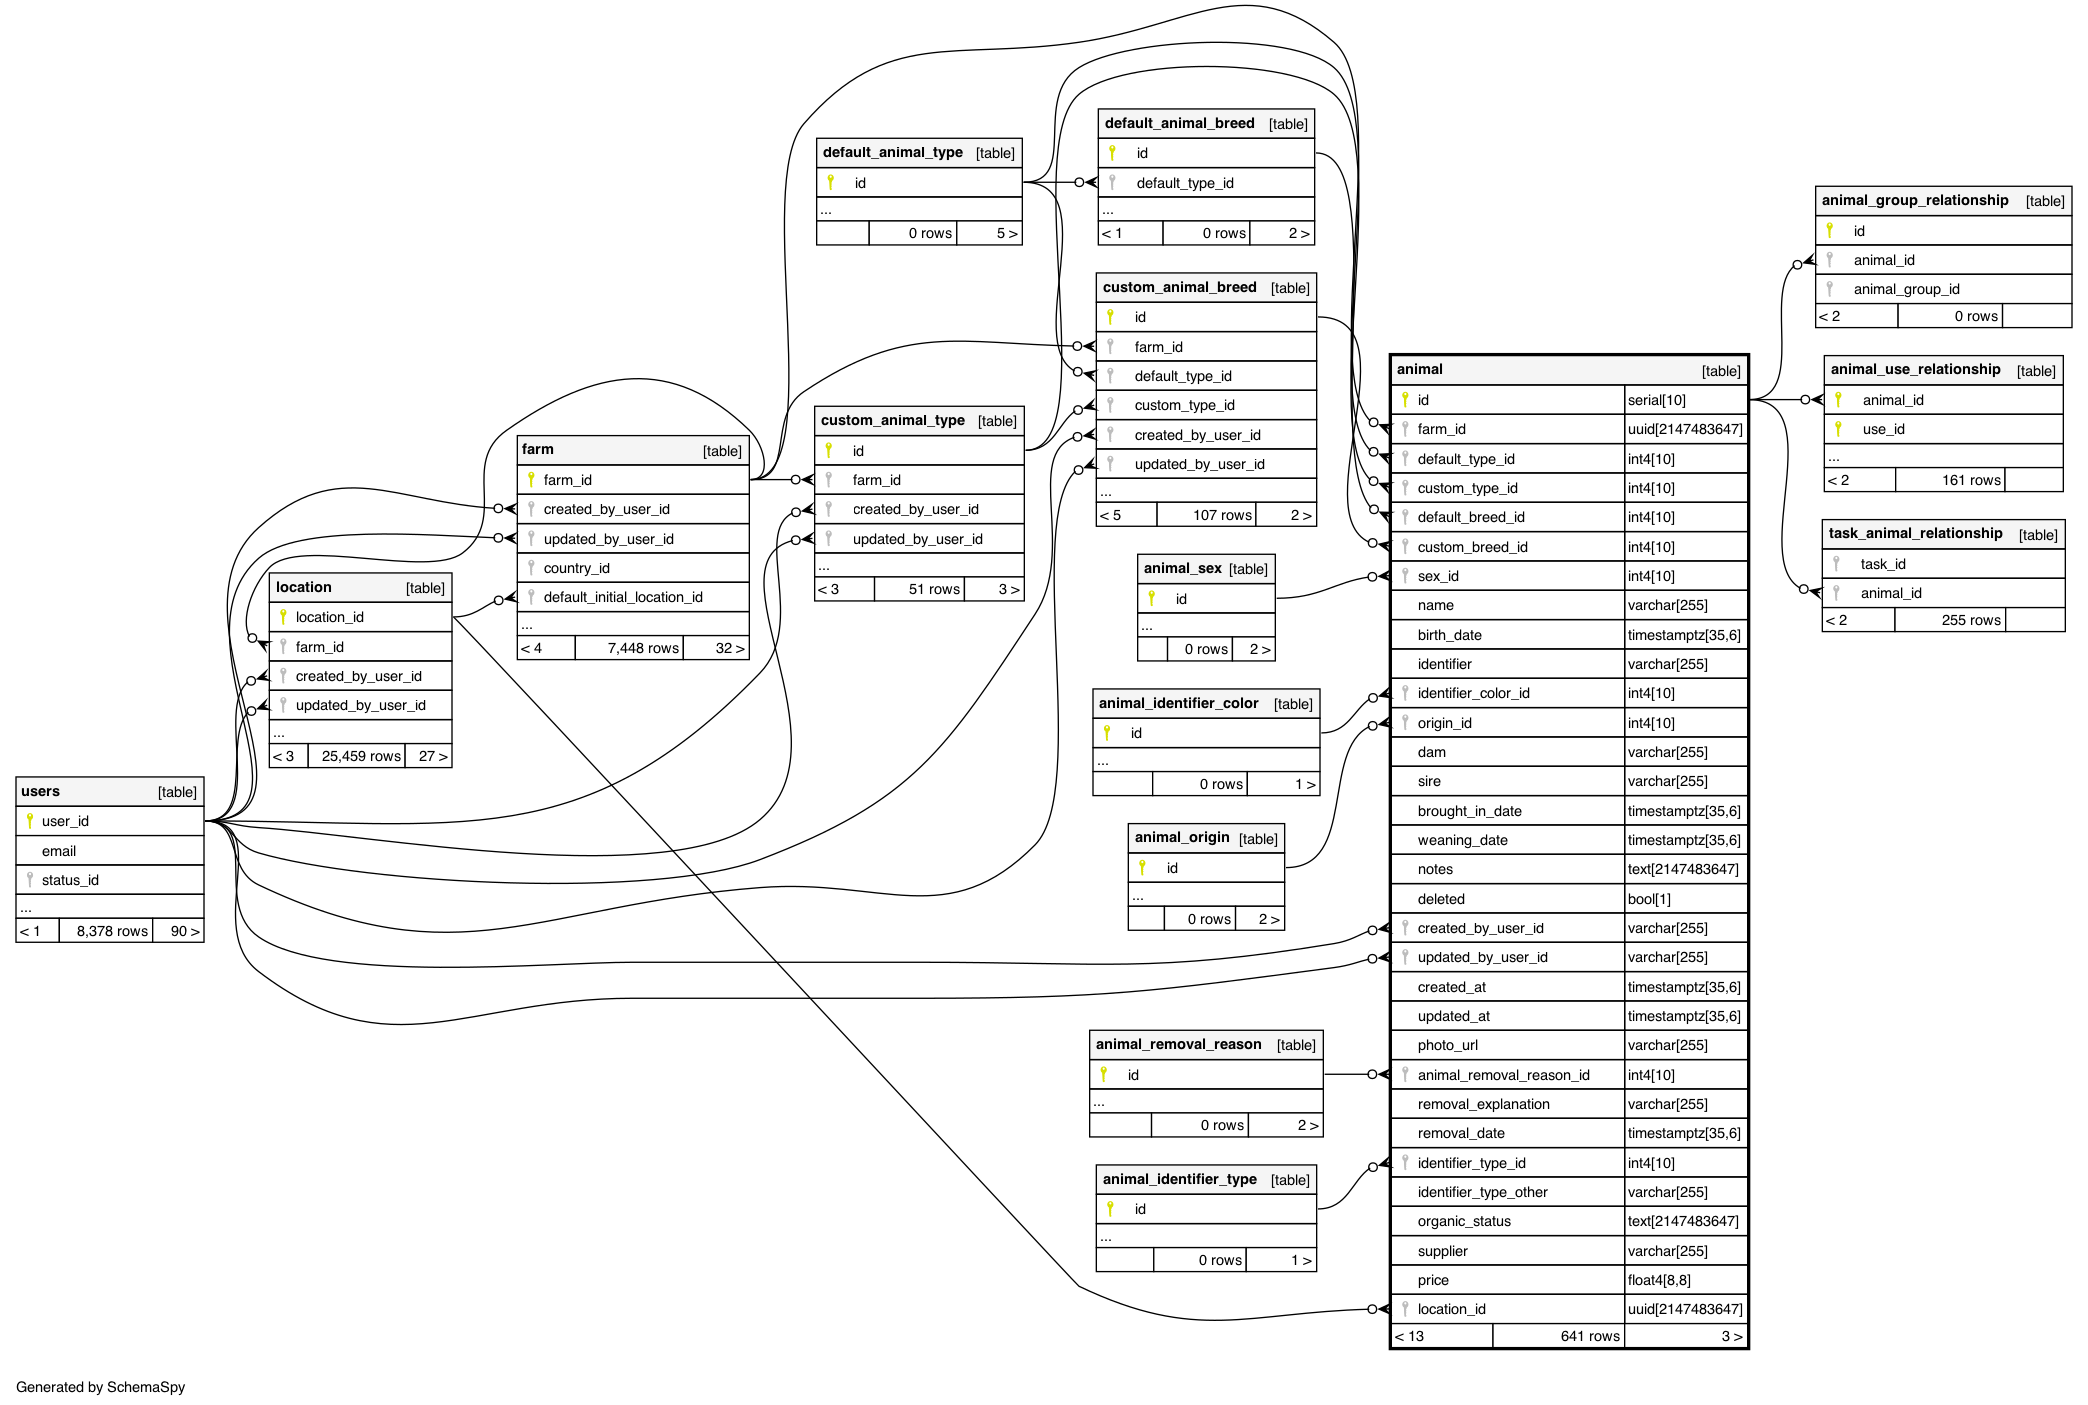 default_animal_type [table]
id
...
0 rows 5 >
default_animal_breed [table]
id
default_type_id
...
< 1 0 rows 2 >
custom_animal_breed [table]
id
farm_id
default_type_id
custom_type_id
created_by_user_id
updated_by_user_id
...
< 5 107 rows 2 >
custom_animal_type [table]
id
farm_id
created_by_user_id
updated_by_user_id
...
< 3 51 rows 3 >
farm [table]
farm_id
created_by_user_id
updated_by_user_id
country_id
default_initial_location_id
...
< 4 7,448 rows 32 >
location [table]
location_id
farm_id
created_by_user_id
updated_by_user_id
...
< 3 25,459 rows 27 >
users [table]
user_id
email
status_id
...
< 1 8,378 rows 90 >
animal_sex [table]
id
...
0 rows 2 >
animal_identifier_color [table]
id
...
0 rows 1 >
animal_origin [table]
id
...
0 rows 2 >
animal_removal_reason [table]
id
...
0 rows 2 >
animal_identifier_type [table]
id
...
0 rows 1 >
animal [table]
id serial[10]
farm_id uuid[2147483647]
default_type_id int4[10]
custom_type_id int4[10]
default_breed_id int4[10]
custom_breed_id int4[10]
sex_id int4[10]
name varchar[255]
birth_date timestamptz[35,6]
identifier varchar[255]
identifier_color_id int4[10]
origin_id int4[10]
dam varchar[255]
sire varchar[255]
brought_in_date timestamptz[35,6]
weaning_date timestamptz[35,6]
notes text[2147483647]
deleted bool[1]
created_by_user_id varchar[255]
updated_by_user_id varchar[255]
created_at timestamptz[35,6]
updated_at timestamptz[35,6]
photo_url varchar[255]
animal_removal_reason_id int4[10]
removal_explanation varchar[255]
removal_date timestamptz[35,6]
identifier_type_id int4[10]
identifier_type_other varchar[255]
organic_status text[2147483647]
supplier varchar[255]
price float4[8,8]
location_id uuid[2147483647]
< 13 641 rows 3 >
animal_group_relationship [table]
id
animal_id
animal_group_id
< 2 0 rows
animal_use_relationship [table]
animal_id
use_id
...
< 2 161 rows
task_animal_relationship [table]
task_id
animal_id
< 2 255 rows
Generated by SchemaSpy